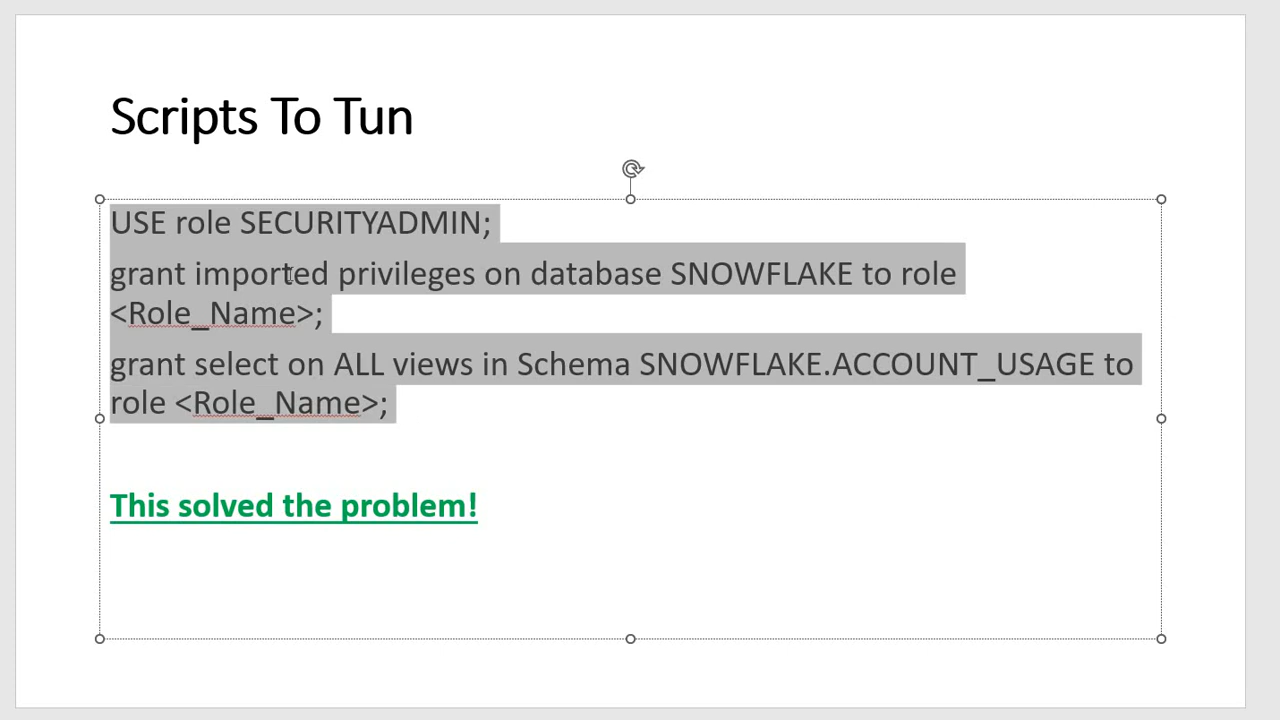 Scripts To Tun
USE role SECURITYADMIN;
grant imported privileges on database SNOWFLAKE to role
<Role_Name>;
grant select on ALL views in Schema SNOWFLAKE.ACCOUNT_USAGE to
role <Role_Name>;
This solved the problem!